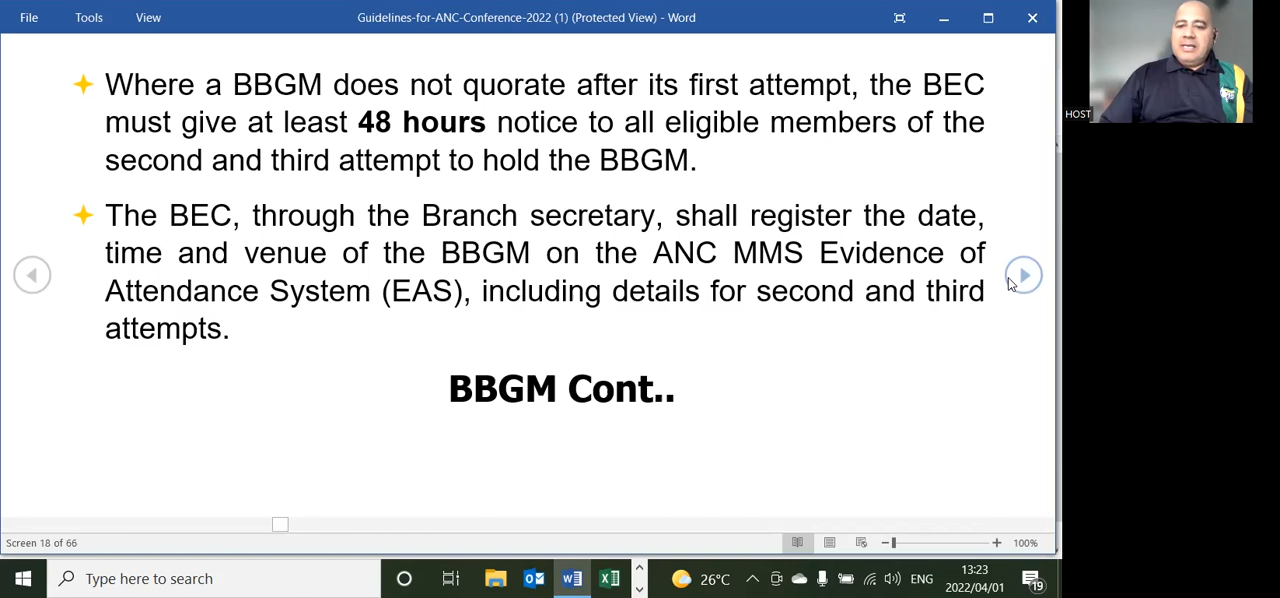 File Tools View Guidelines-for-ANC-Conference-2022 (1) (Protected View) - Word
Where a BBGM does not quorate after its first attempt, the BEC
must give at least 48 hours notice to all eligible members of the
second and third attempt to hold the BBGM.
The BEC, through the Branch secretary, shall register the date,
time and venue of the BBGM on the ANC MMS Evidence of
Attendance System (EAS), including details for second and third
attempts.
BBGM Cont..
HOST
Screen 18 of 66
100%
Type here to search
26°C
ENG
13:23
2022/04/01
19